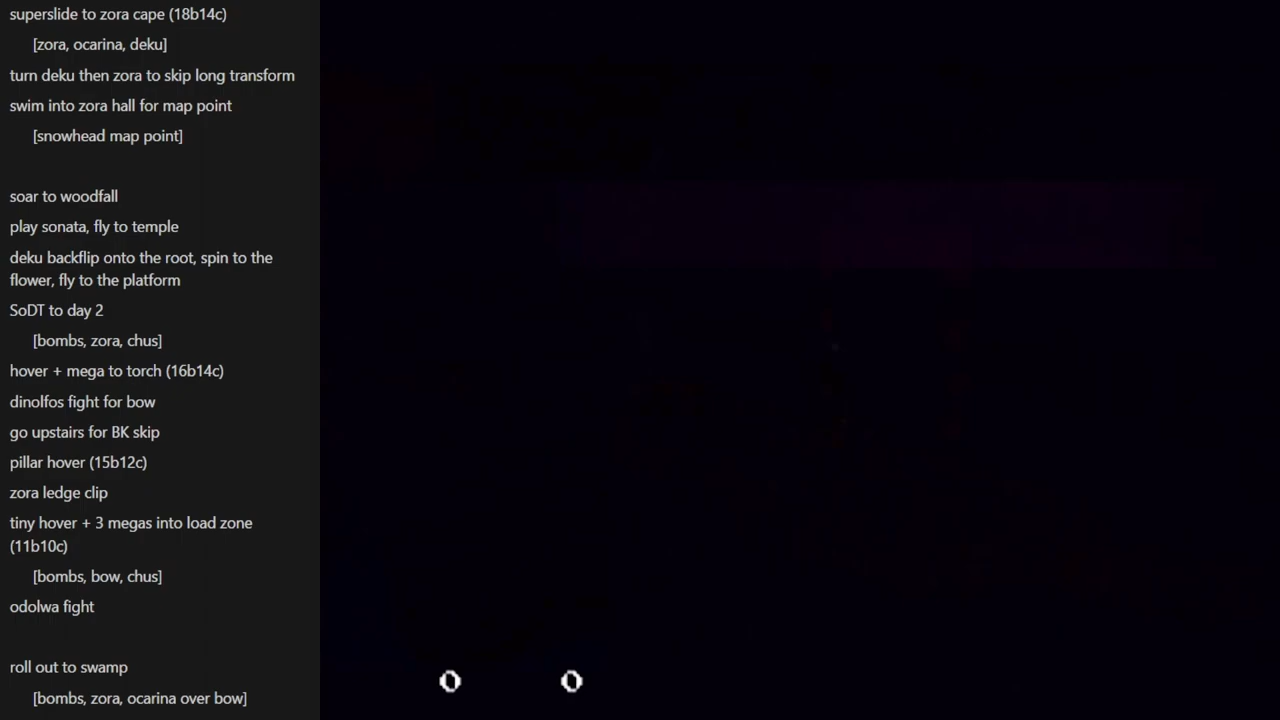 superslide to zora cape (18b14c)
[zora, ocarina, deku]
turn deku then zora to skip long transform
swim into zora hall for map point
[snowhead map point]
soar to woodfall
play sonata, fly to temple
deku backflip onto the root, spin to the
flower, fly to the platform
SoDT to day 2
[bombs, zora, chus]
hover + mega to torch (16b14c)
dinolfos fight for bow
go upstairs for BK skip
pillar hover (15b12c)
zora ledge clip
tiny hover + 3 megas into load zone
(11b10c)
[bombs, bow, chus]
odolwa fight
roll out to swamp
[bombs, zora, ocarina over bow]
0 0